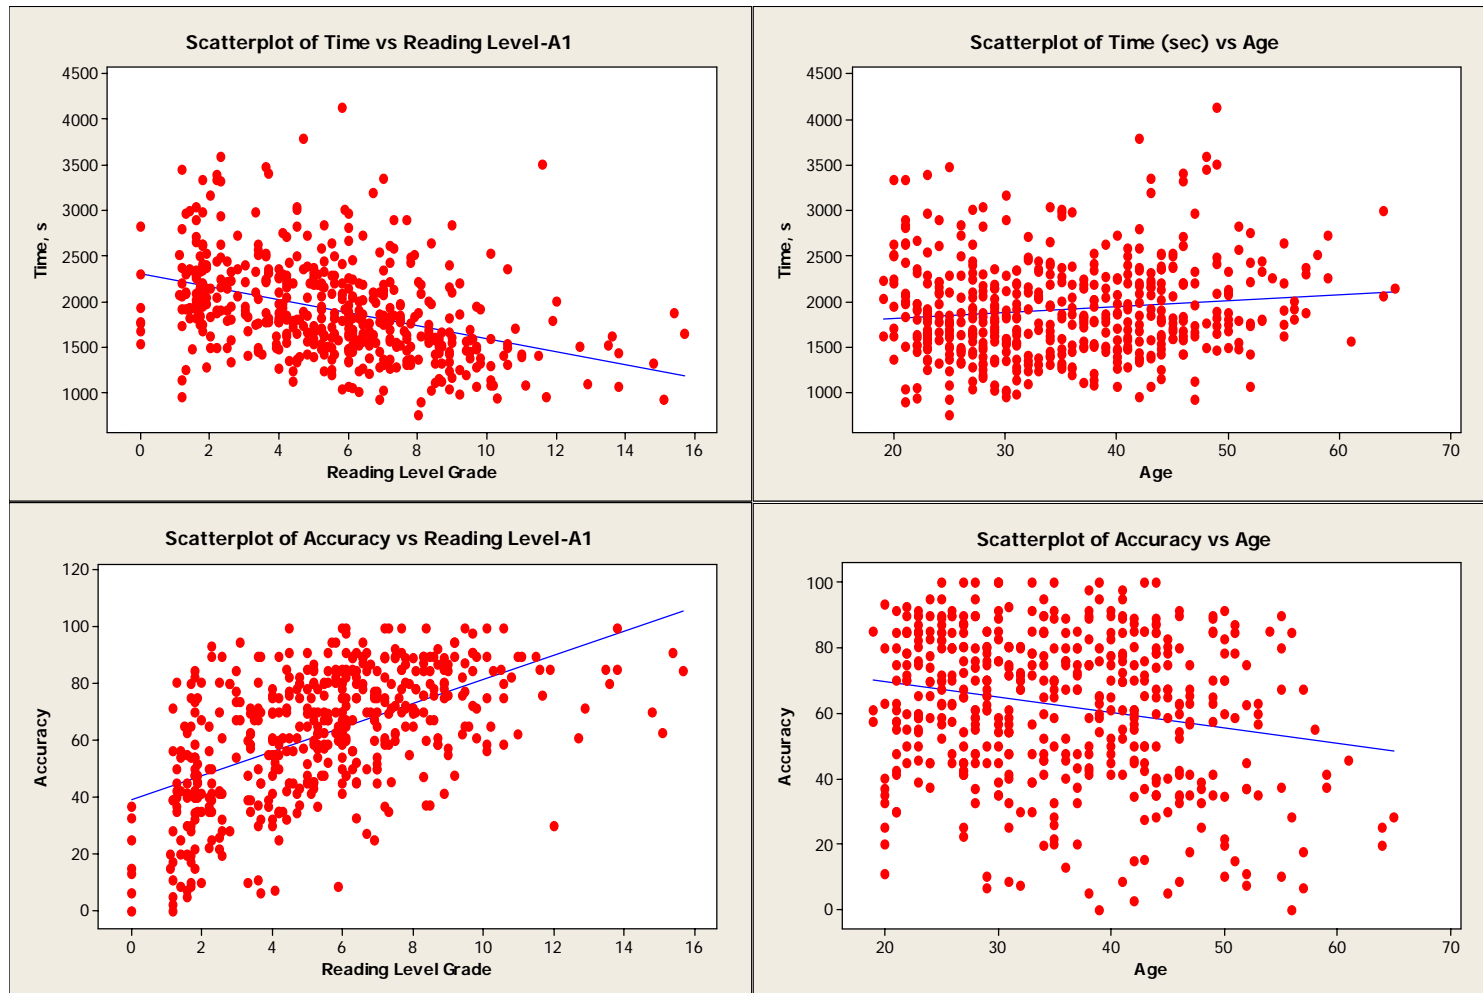 Scatterplot of Time vs Reading Level-A1
4500
4000
3500
3000
2500
2000
1500
1000
Time, s
0 2 4 6 8 10 12 14 16
Reading Level Grade
Scatterplot of Time (sec) vs Age
4500
4000
3500
3000
2500
2000
1500
1000
Time, s
20 30 40 50 60 70
Age
Scatterplot of Accuracy vs Reading Level-A1
120
100
80
60
40
20
0
Accuracy
0 2 4 6 8 10 12 14 16
Reading Level Grade
Scatterplot of Accuracy vs Age
100
80
60
40
20
0
Accuracy
20 30 40 50 60 70
Age